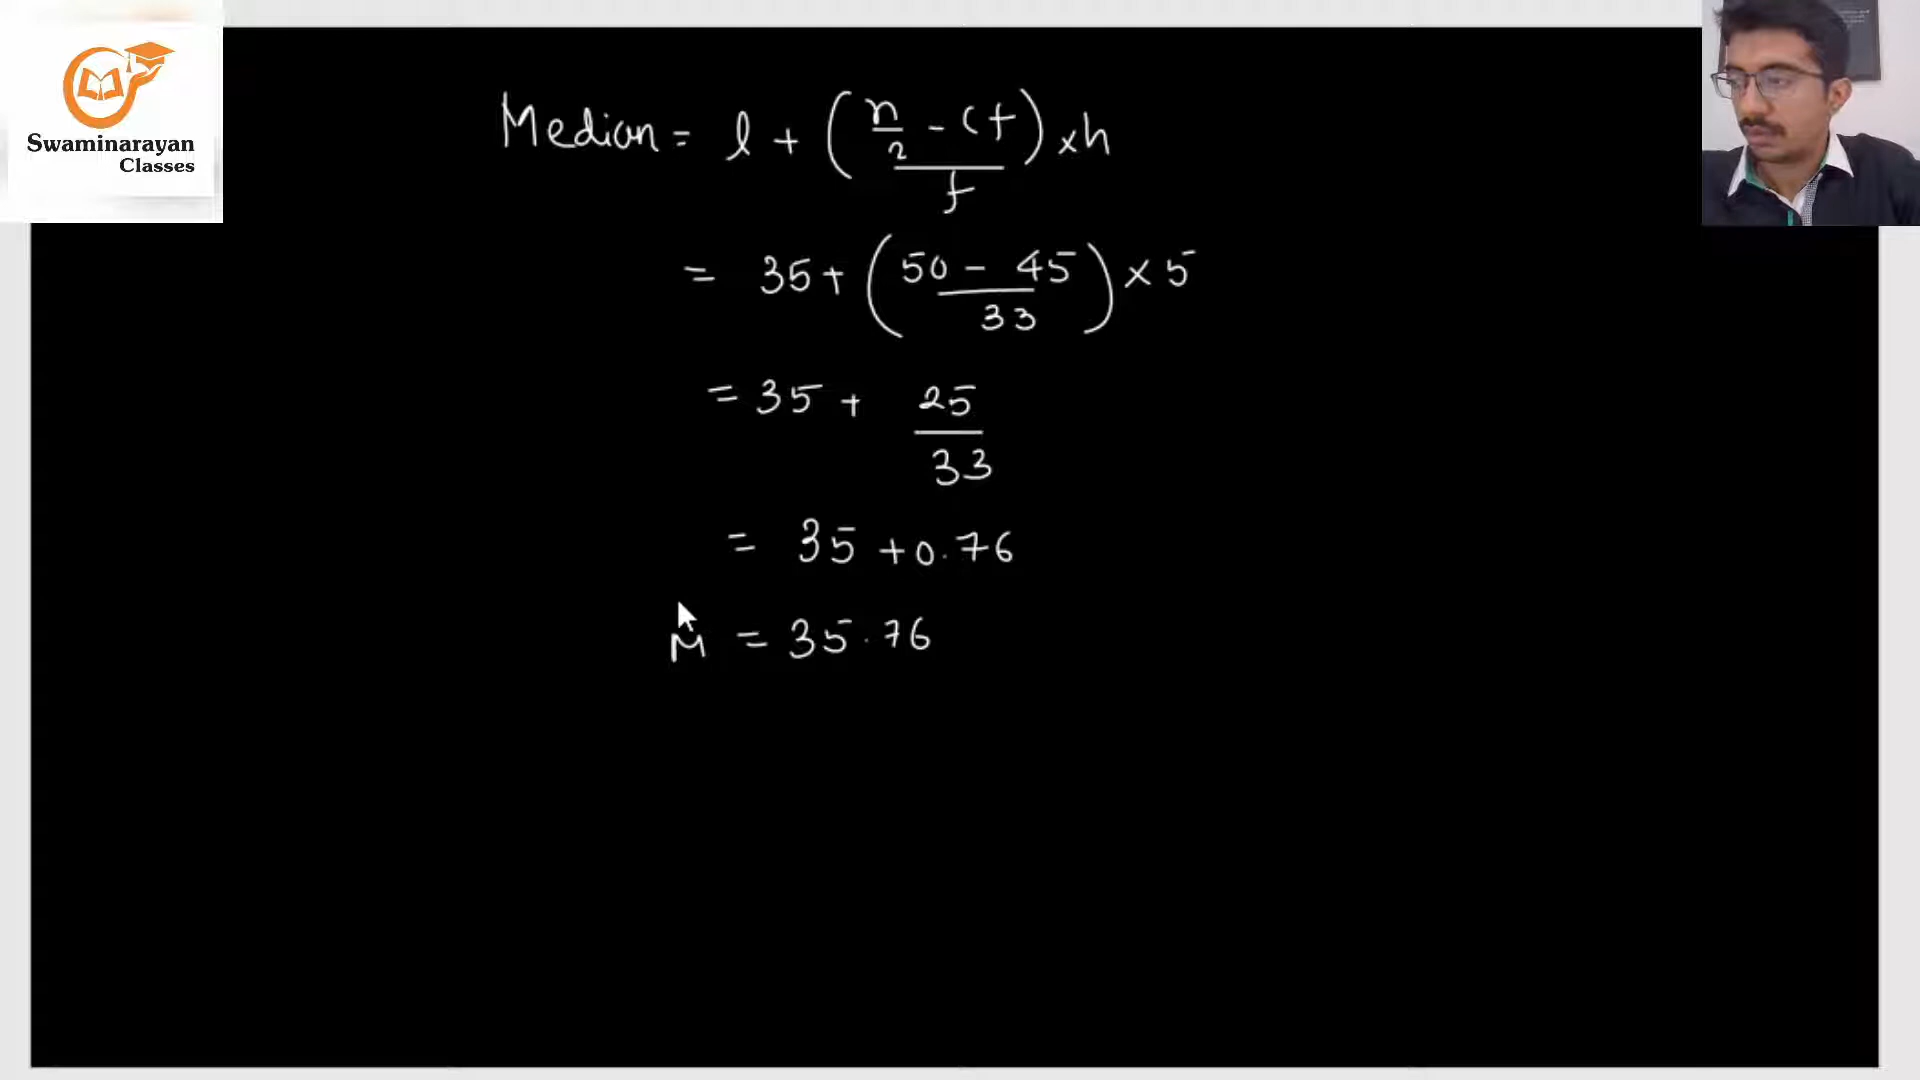 Swaminarayan
Classes
Median = l + (n/2 - cf / f) × h
= 35 + (50 - 45 / 33) × 5
= 35 + 25/33
= 35 + 0.76
M = 35.76